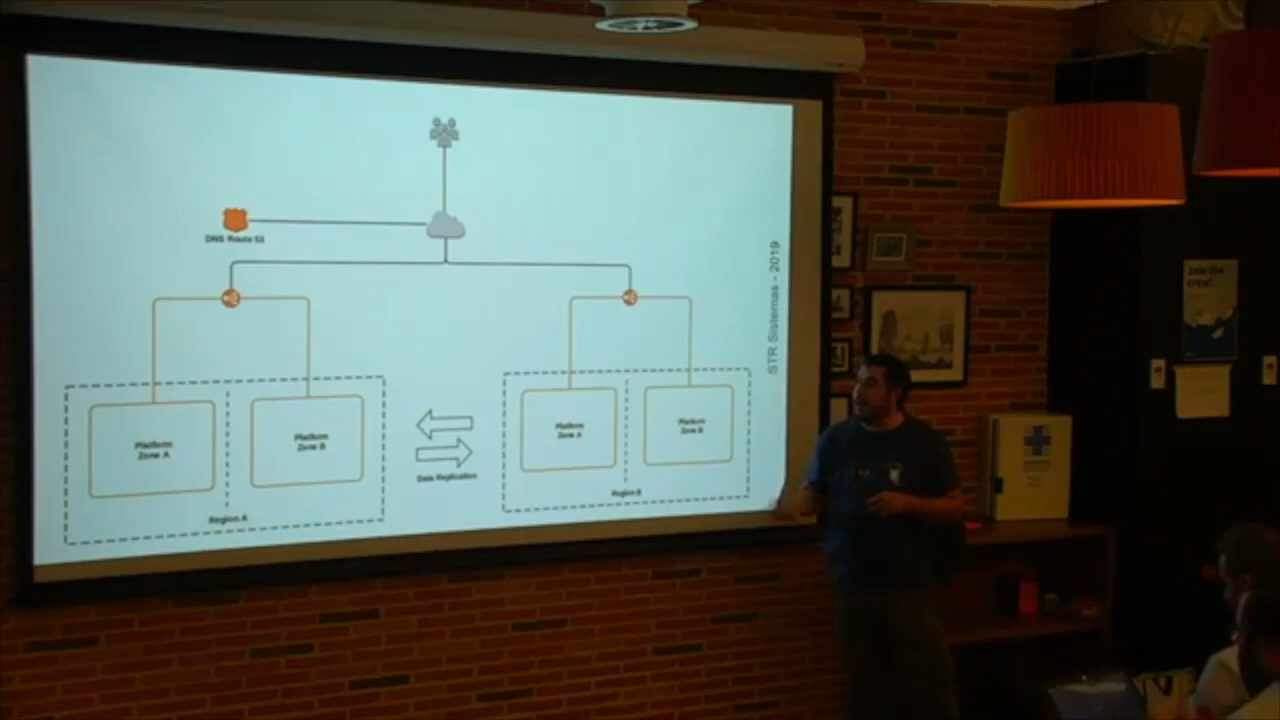 DNS Route 53
STR Sistemas - 2019
Platform
Zone A
Platform
Zone B
Region A
Data Replication
Platform
Zone A
Platform
Zone B
Region B
Join the
crew!